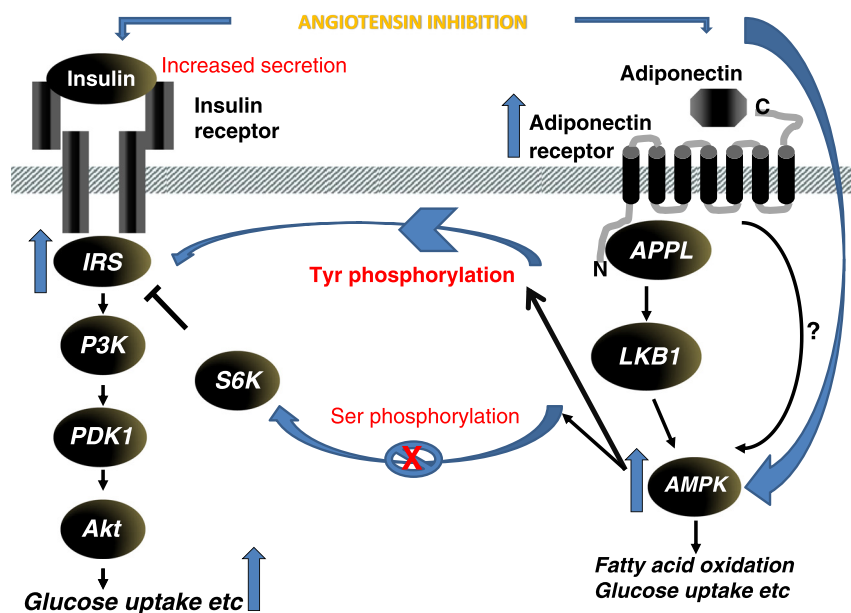 ANGIOTENSIN INHIBITION
Insulin
Increased secretion
Insulin
receptor
Adiponectin
C
Adiponectin
receptor
N
IRS
APPL
Tyr phosphorylation
P3K
LKB1
?
S6K
Ser phosphorylation
X
PDK1
AMPK
Akt
Fatty acid oxidation
Glucose uptake etc
Glucose uptake etc